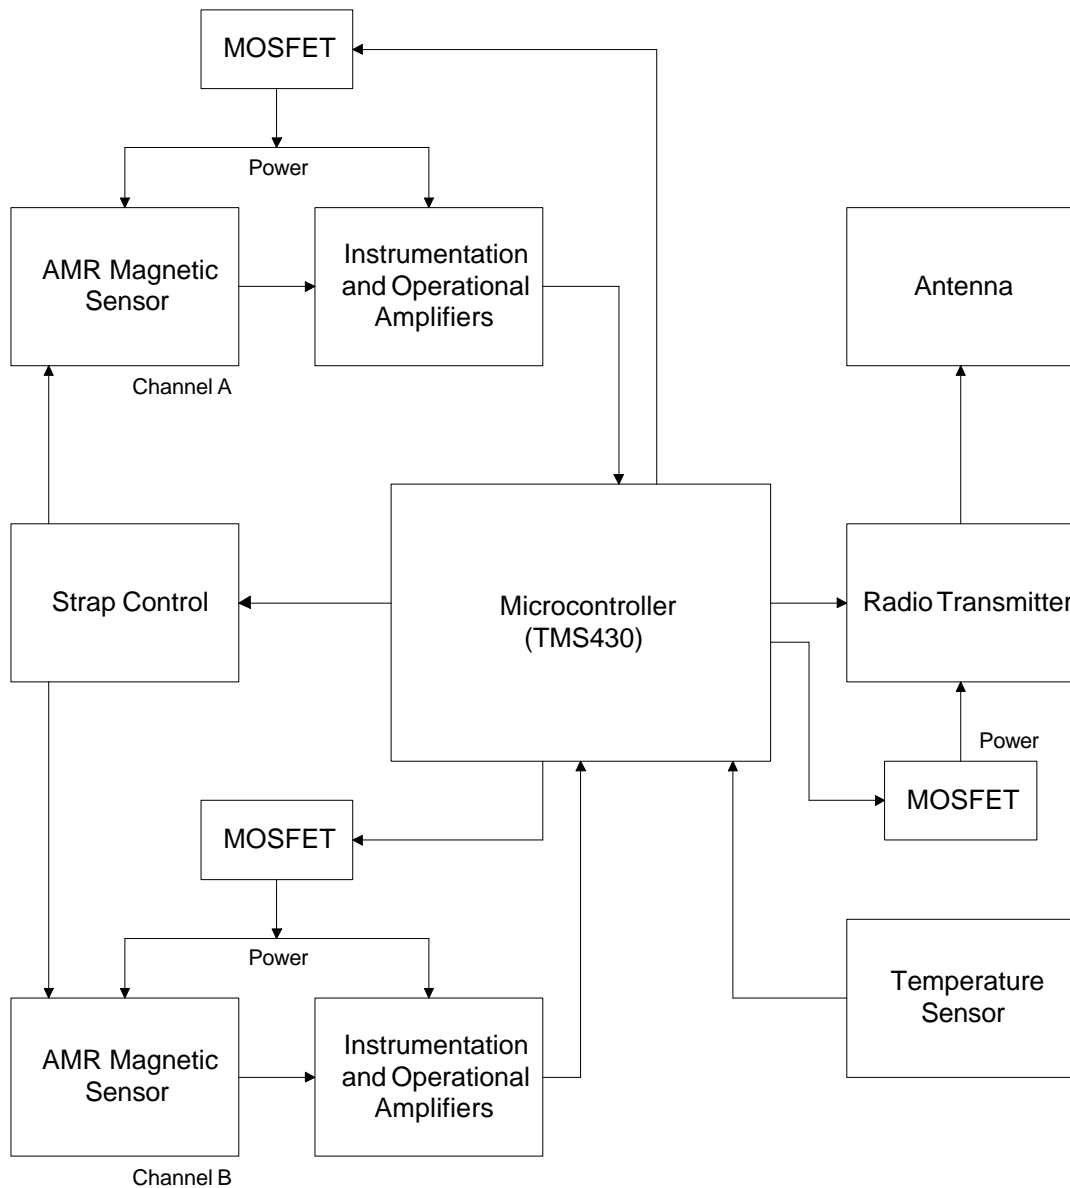 MOSFET
Power
AMR Magnetic
Sensor
Instrumentation
and Operational
Amplifiers
Antenna
Channel A
Strap Control
Microcontroller
(TMS430)
Radio Transmitter
Power
MOSFET
MOSFET
Power
AMR Magnetic
Sensor
Instrumentation
and Operational
Amplifiers
Temperature
Sensor
Channel B